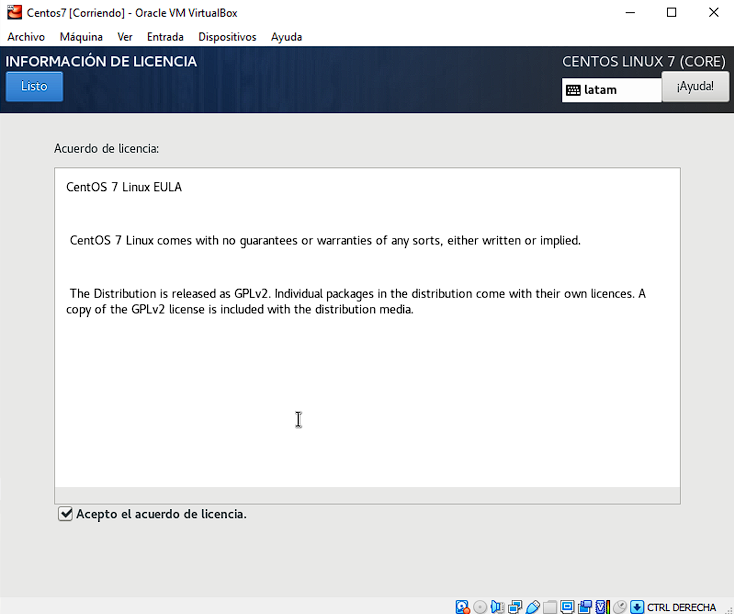 Centos7 [Corriendo] - Oracle VM VirtualBox
Archivo Máquina Ver Entrada Dispositivos Ayuda
INFORMACIÓN DE LICENCIA
CENTOS LINUX 7 (CORE)
Listo
latam
¡Ayuda!
Acuerdo de licencia:
CentOS 7 Linux EULA
CentOS 7 Linux comes with no guarantees or warranties of any sorts, either written or implied.
The Distribution is released as GPLv2. Individual packages in the distribution come with their own licences. A
copy of the GPLv2 license is included with the distribution media.
Acepto el acuerdo de licencia.
CTRL DERECHA